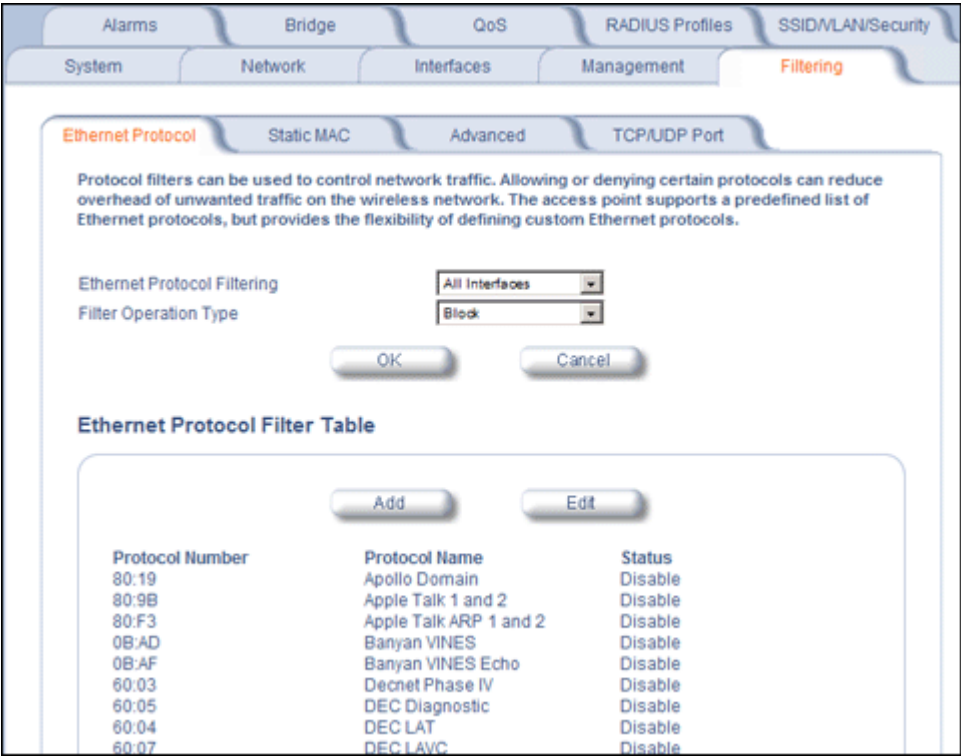 Alarms Bridge QoS RADIUS Profiles SSID/VLAN/Security
System Network Interfaces Management Filtering
Ethernet Protocol Static MAC Advanced TCP/UDP Port
Protocol filters can be used to control network traffic. Allowing or denying certain protocols can reduce
overhead of unwanted traffic on the wireless network. The access point supports a predefined list of
Ethernet protocols, but provides the flexibility of defining custom Ethernet protocols.
Ethernet Protocol Filtering All Interfaces
Filter Operation Type Block
OK Cancel
Ethernet Protocol Filter Table
Add Edit
Protocol Number Protocol Name Status
80:19 Apollo Domain Disable
80:9B Apple Talk 1 and 2 Disable
80:F3 Apple Talk ARP 1 and 2 Disable
0B:AD Banyan VINES Disable
0B:AF Banyan VINES Echo Disable
60:03 Decnet Phase IV Disable
60:05 DEC Diagnostic Disable
60:04 DEC LAT Disable
60:07 DEC LAVC Disable